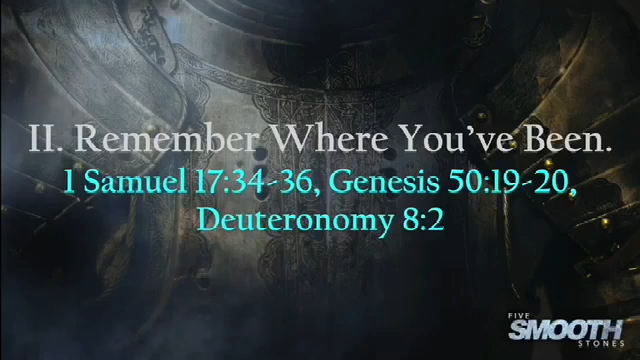 II. Remember Where You've Been.
1 Samuel 17:34-36, Genesis 50:19-20,
Deuteronomy 8:2
FIVE
SMOOTH
STONES